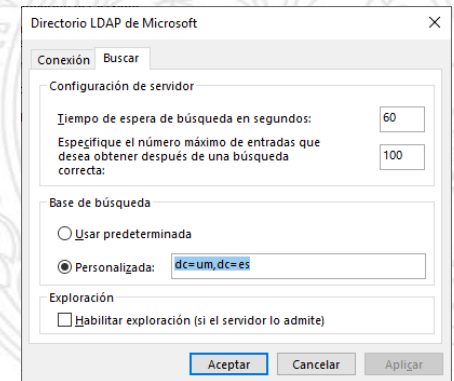 Directorio LDAP de Microsoft
Conexión Buscar
Configuración de servidor
Tiempo de espera de búsqueda en segundos: 60
Especifique el número máximo de entradas que
desea obtener después de una búsqueda 100
correcta:
Base de búsqueda
Usar predeterminada
Personalizada: dc=um,dc=es
Exploración
Habilitar exploración (si el servidor lo admite)
Aceptar Cancelar Aplicar